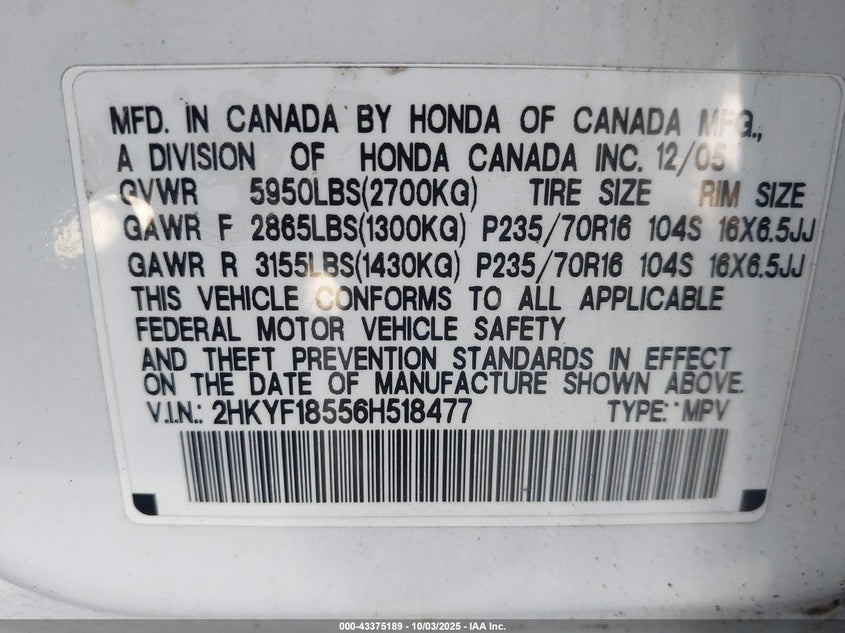 MFD. IN CANADA BY HONDA OF CANADA MFG.,
A DIVISION OF HONDA CANADA INC. 12/05
GVWR 5950LBS(2700KG) TIRE SIZE RIM SIZE
GAWR F 2865LBS(1300KG) P235/70R16 104S 16X6.5JJ
GAWR R 3155LBS(1430KG) P235/70R16 104S 16X6.5JJ
THIS VEHICLE CONFORMS TO ALL APPLICABLE
FEDERAL MOTOR VEHICLE SAFETY
AND THEFT PREVENTION STANDARDS IN EFFECT
ON THE DATE OF MANUFACTURE SHOWN ABOVE.
V.I.N.: 2HKYF18556H518477 TYPE: MPV
000-43375189 - 10/03/2025 - IAA Inc.